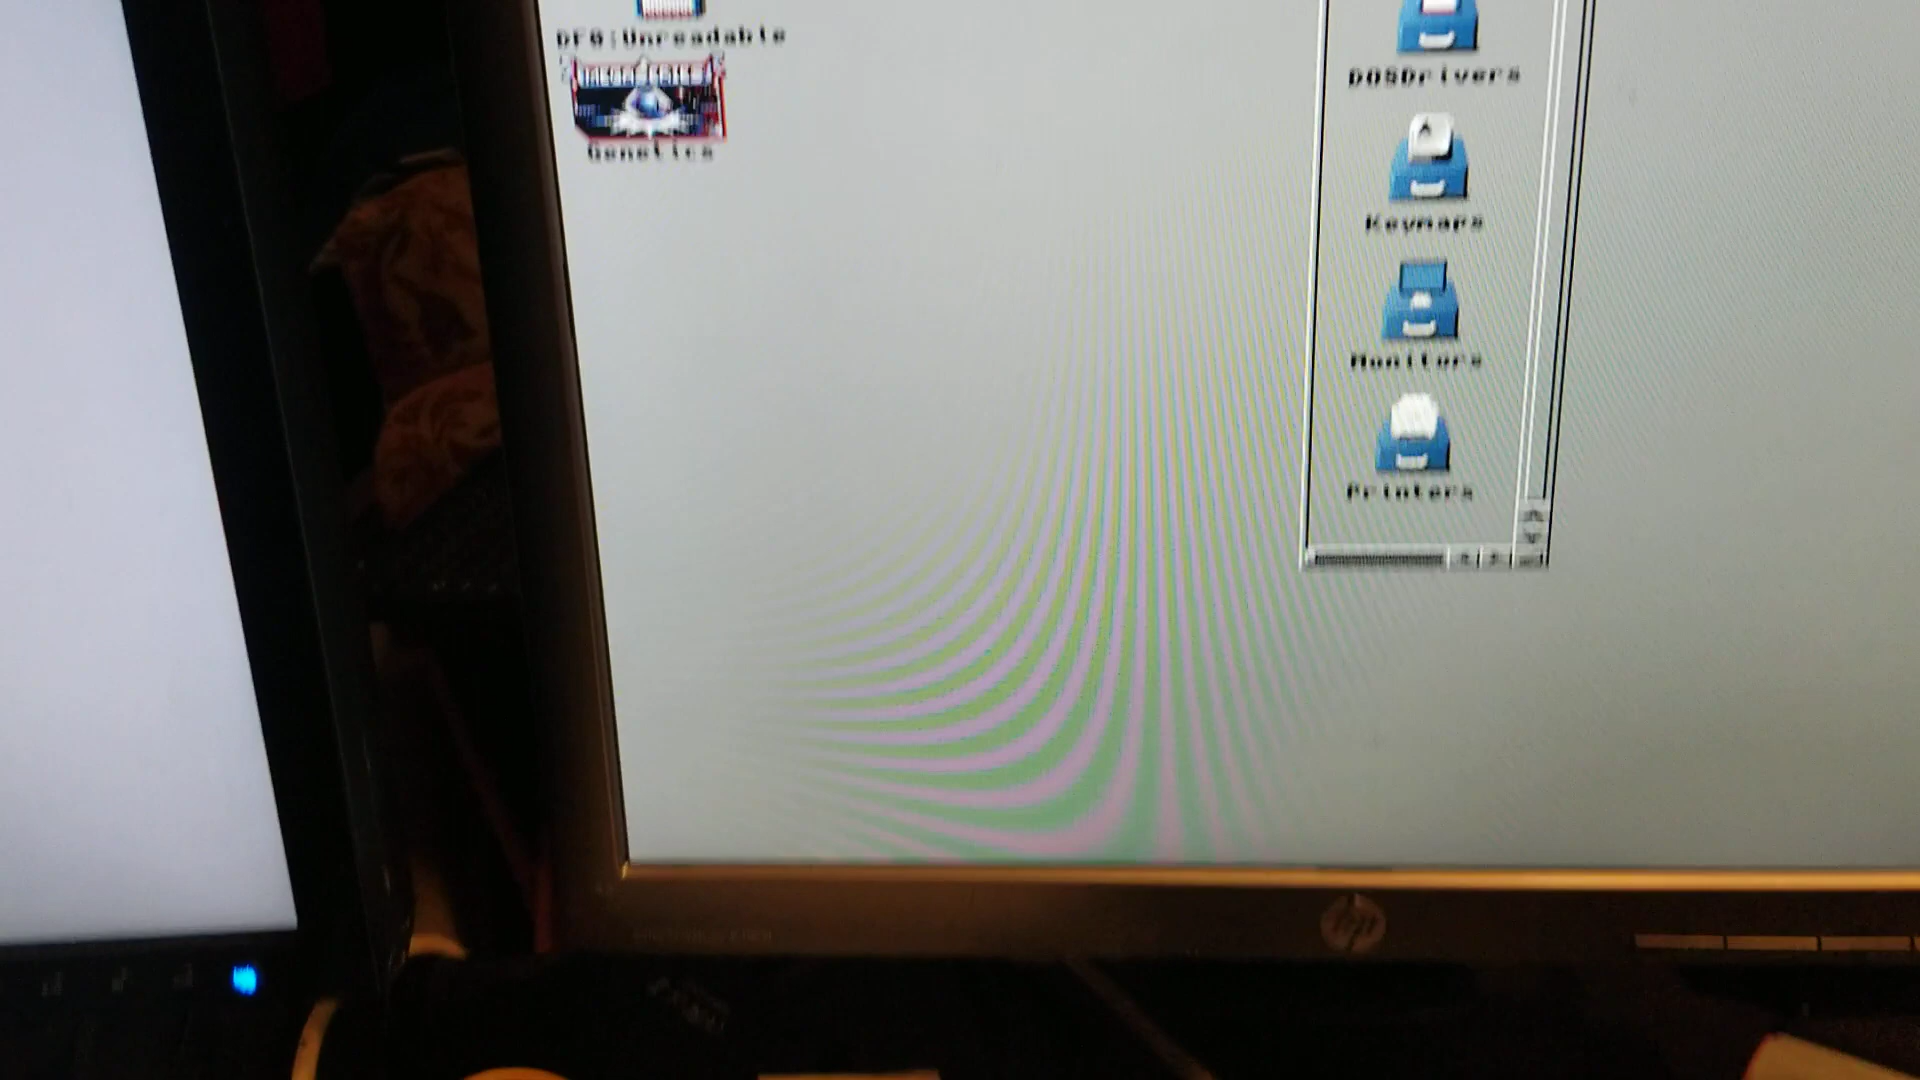 DF0:Unreadable
Genetics
DOSDrivers
Keymaps
Monitors
Printers
hp